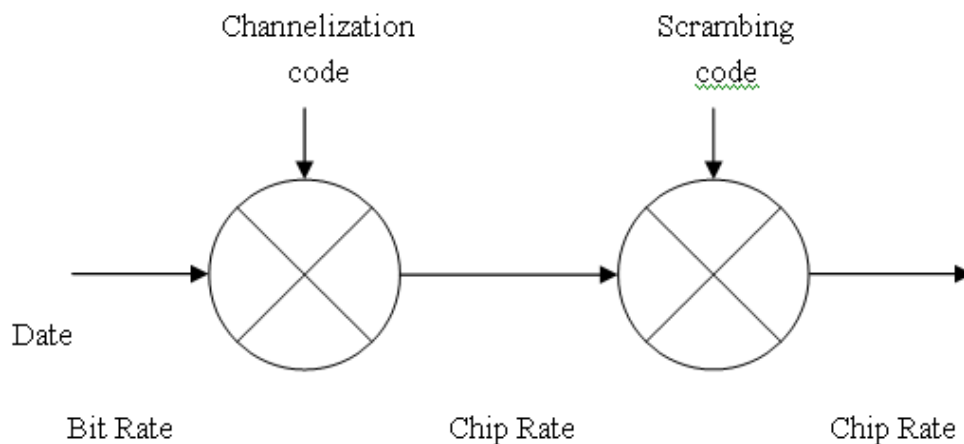 Channelization
code
Scrambing
code
Date
Bit Rate
Chip Rate
Chip Rate